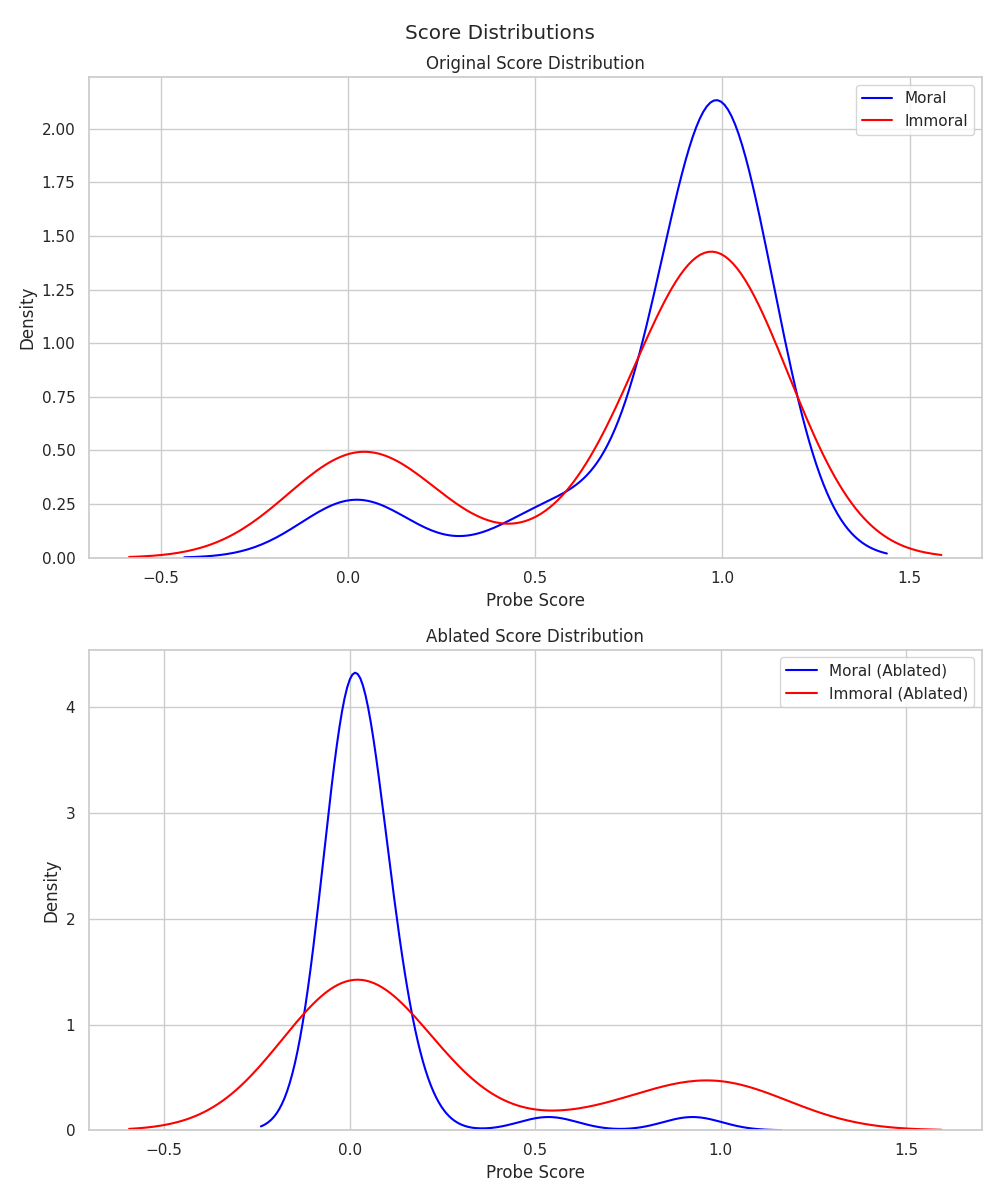 Score Distributions
Original Score Distribution
Moral
Immoral
2.00
1.75
1.50
1.25
1.00
0.75
0.50
0.25
0.00
Density
−0.5
0.0
0.5
1.0
1.5
Probe Score
Ablated Score Distribution
Moral (Ablated)
Immoral (Ablated)
4
3
2
1
0
Density
−0.5
0.0
0.5
1.0
1.5
Probe Score